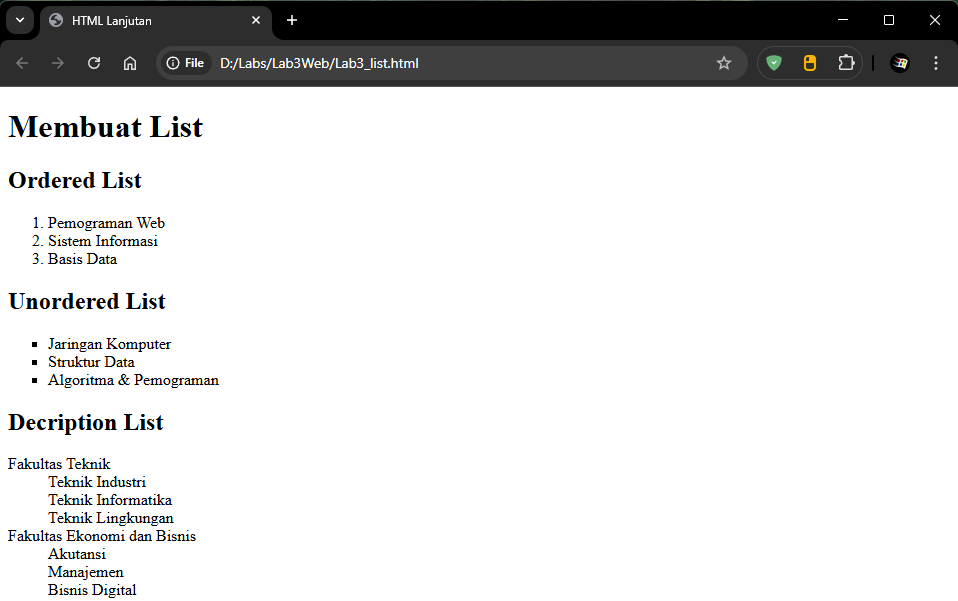 HTML Lanjutan
File D:/Labs/Lab3Web/Lab3_list.html
Membuat List
Ordered List
1. Pemograman Web
2. Sistem Informasi
3. Basis Data
Unordered List
▪ Jaringan Komputer
▪ Struktur Data
▪ Algoritma & Pemograman
Decription List
Fakultas Teknik
Teknik Industri
Teknik Informatika
Teknik Lingkungan
Fakultas Ekonomi dan Bisnis
Akutansi
Manajemen
Bisnis Digital